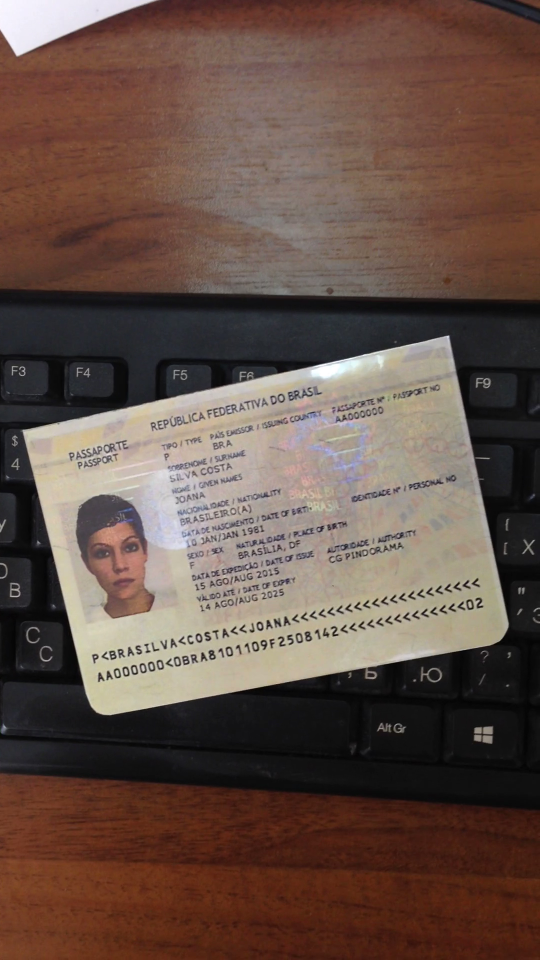 F3 F4 F5 F6 F9
$
4
REPÚBLICA FEDERATIVA DO BRASIL
PASSAPORTE
PASSPORT
TIPO / TYPE PAÍS EMISSOR / ISSUING COUNTRY PASSAPORTE Nº / PASSPORT NO
P BRA AA000000
SOBRENOME / SURNAME
SILVA COSTA
NOME / GIVEN NAMES
JOANA
NACIONALIDADE / NATIONALITY
BRASILEIRO(A)
DATA DE NASCIMENTO / DATE OF BIRTH IDENTIDADE Nº / PERSONAL NO
10 JAN/JAN 1981
SEXO / SEX NATURALIDADE / PLACE OF BIRTH
F BRASÍLIA, DF
DATA DE EXPEDIÇÃO / DATE OF ISSUE AUTORIDADE / AUTHORITY
15 AGO/AUG 2015 CG PINDORAMA
VÁLIDO ATÉ / DATE OF EXPIRY
14 AGO/AUG 2025
BRASIL
BRASIL
P<BRASILVA<COSTA<<JOANA<<<<<<<<<<<<<<<<<<<<<
AA000000<0BRA8101109F2508142<<<<<<<<<<<<<<02
[ X
B
C
C
Ь .Ю ? ,
/ .
Alt Gr